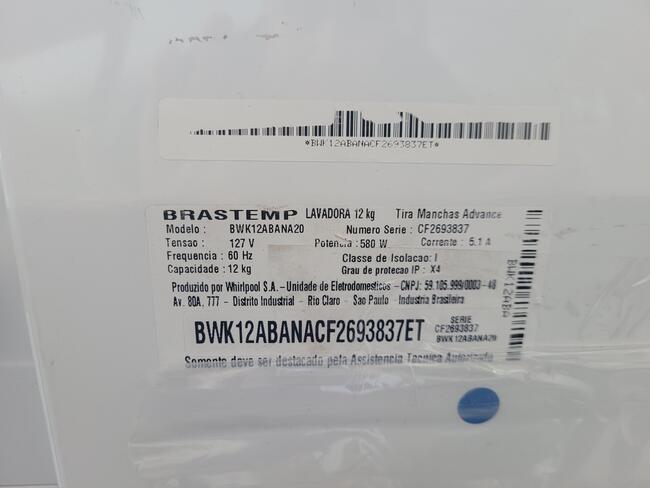 *BWK12ABANACF2693837ET*
BRASTEMP LAVADORA 12 kg Tira Manchas Advance
Modelo : BWK12ABANA20 Numero Serie : CF2693837
Tensao : 127 V Potencia : 580 W Corrente : 5.1 A
Frequencia : 60 Hz Classe de Isolacao : I
Capacidade : 12 kg Grau de protecao IP : X4
Produzido por Whirlpool S.A.- Unidade de Eletrodomesticos - CNPJ: 59.105.999/0003-48
Av. 80A, 777 - Distrito Industrial - Rio Claro - Sao Paulo - Industria Brasileira
BWK12ABANACF2693837ET
SERIE
CF2693837
BWK12ABANA20
Somente deve ser destacado pela Assistencia Tecnica Autorizada
BWK12ABA